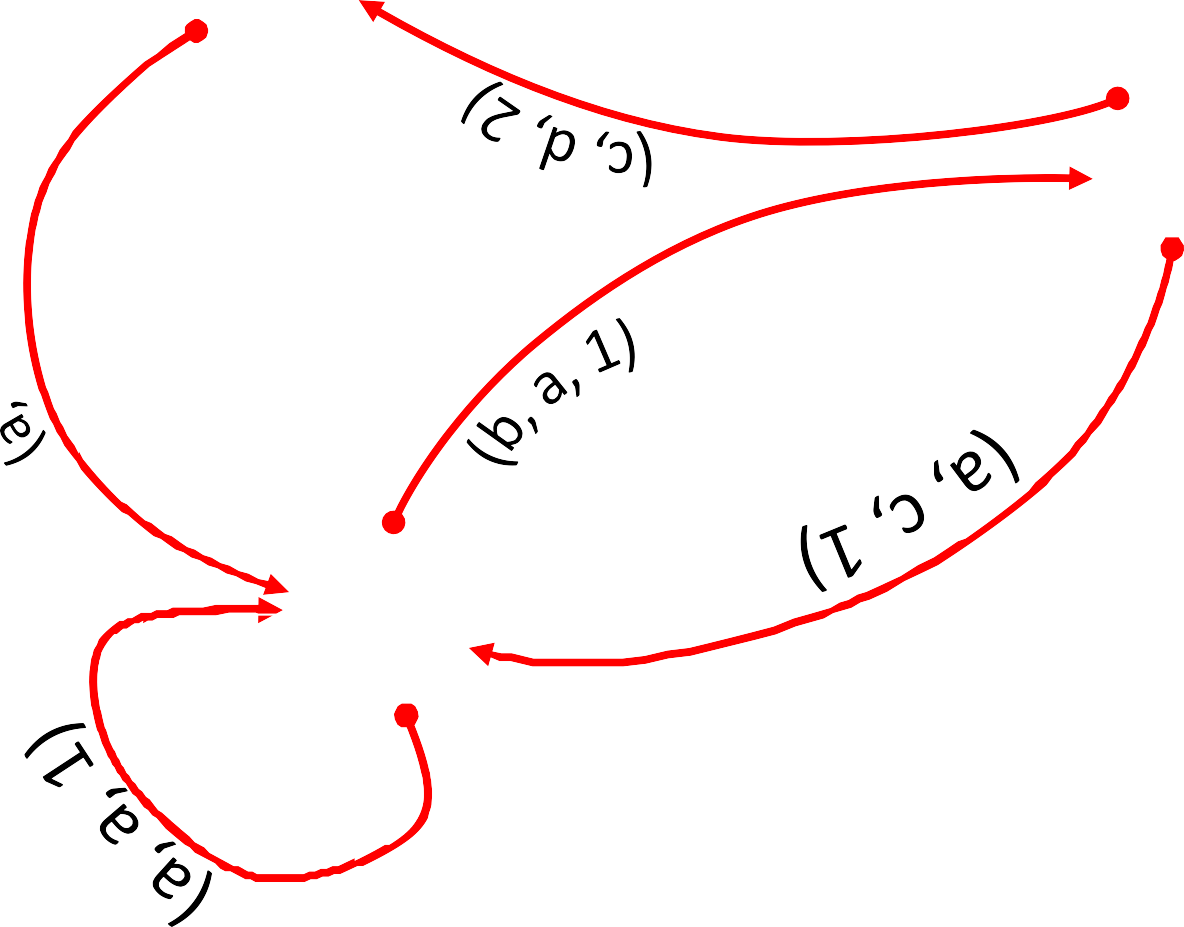 (c, d, 2)
(b, a, 1)
(a,
(a, c, 1)
(a, a, 1)